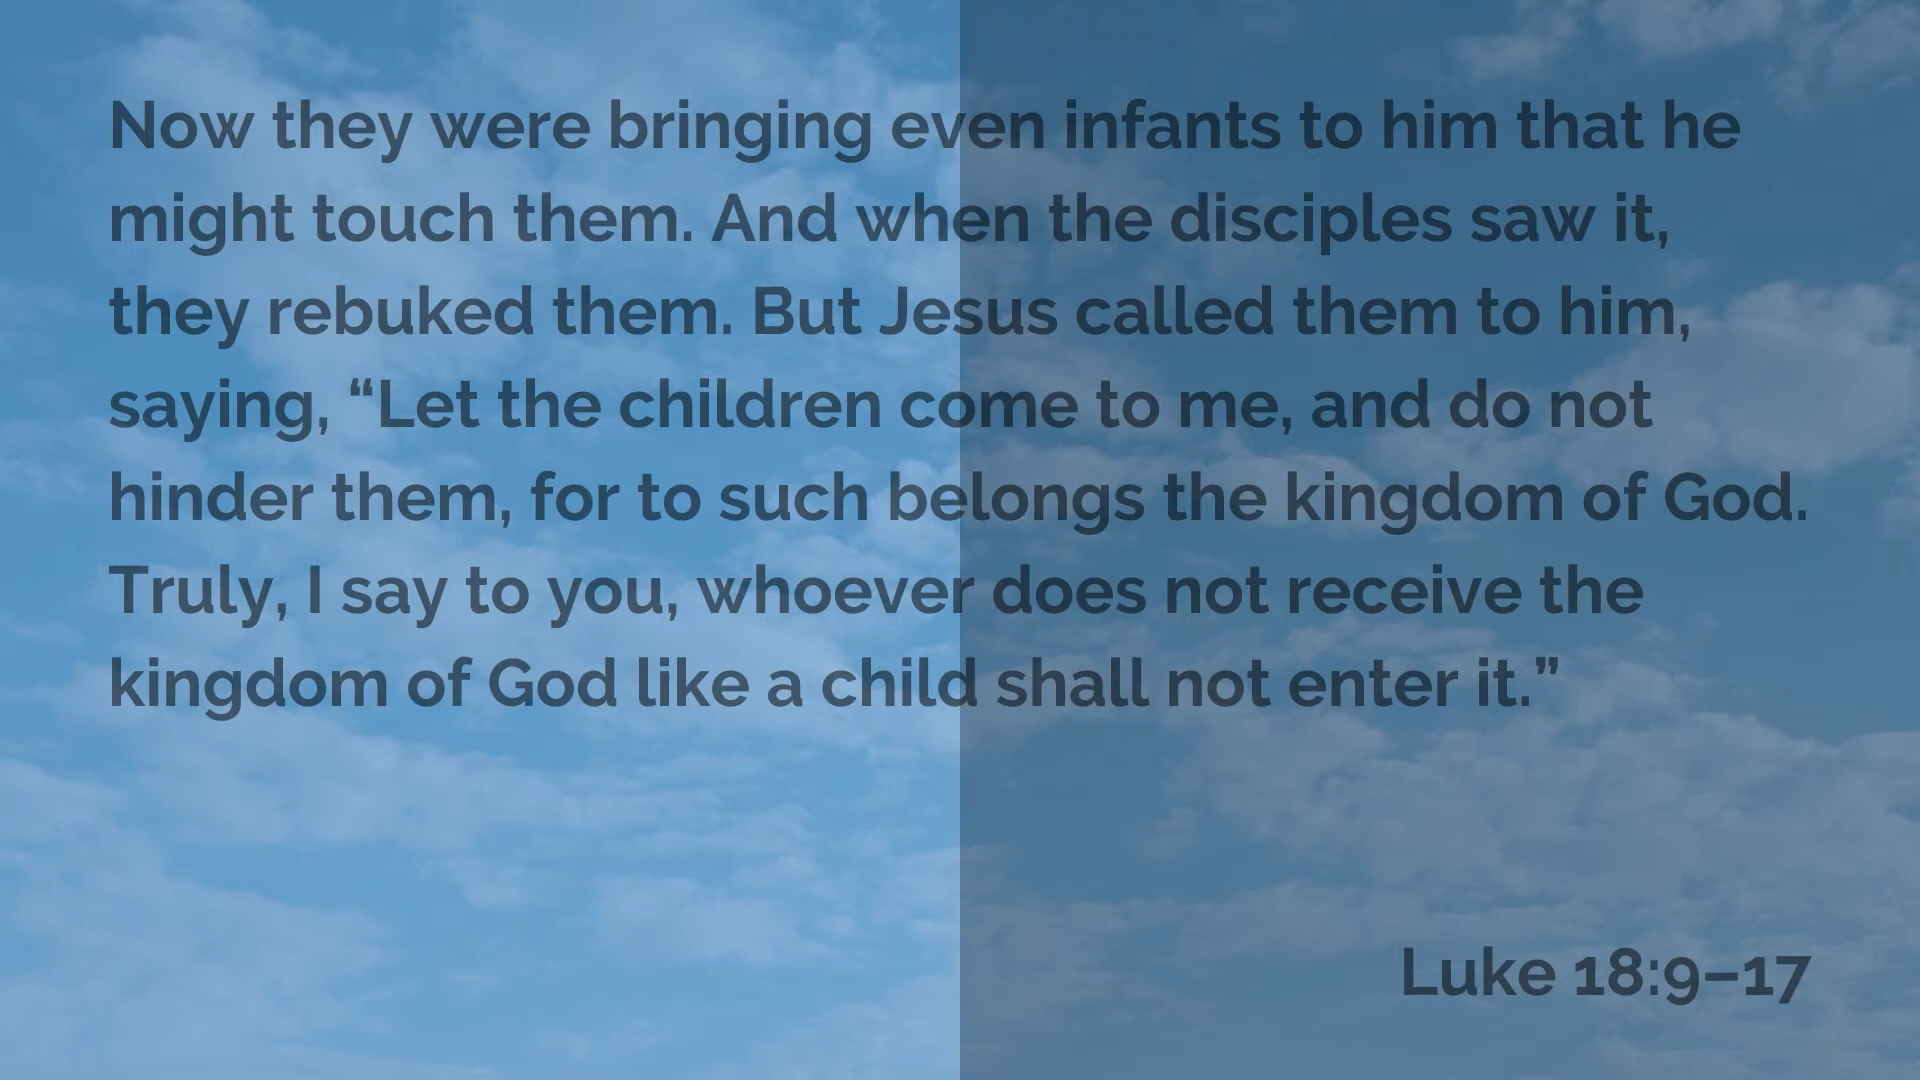 Now they were bringing even infants to him that he
might touch them. And when the disciples saw it,
they rebuked them. But Jesus called them to him,
saying, “Let the children come to me, and do not
hinder them, for to such belongs the kingdom of God.
Truly, I say to you, whoever does not receive the
kingdom of God like a child shall not enter it.”
Luke 18:9–17